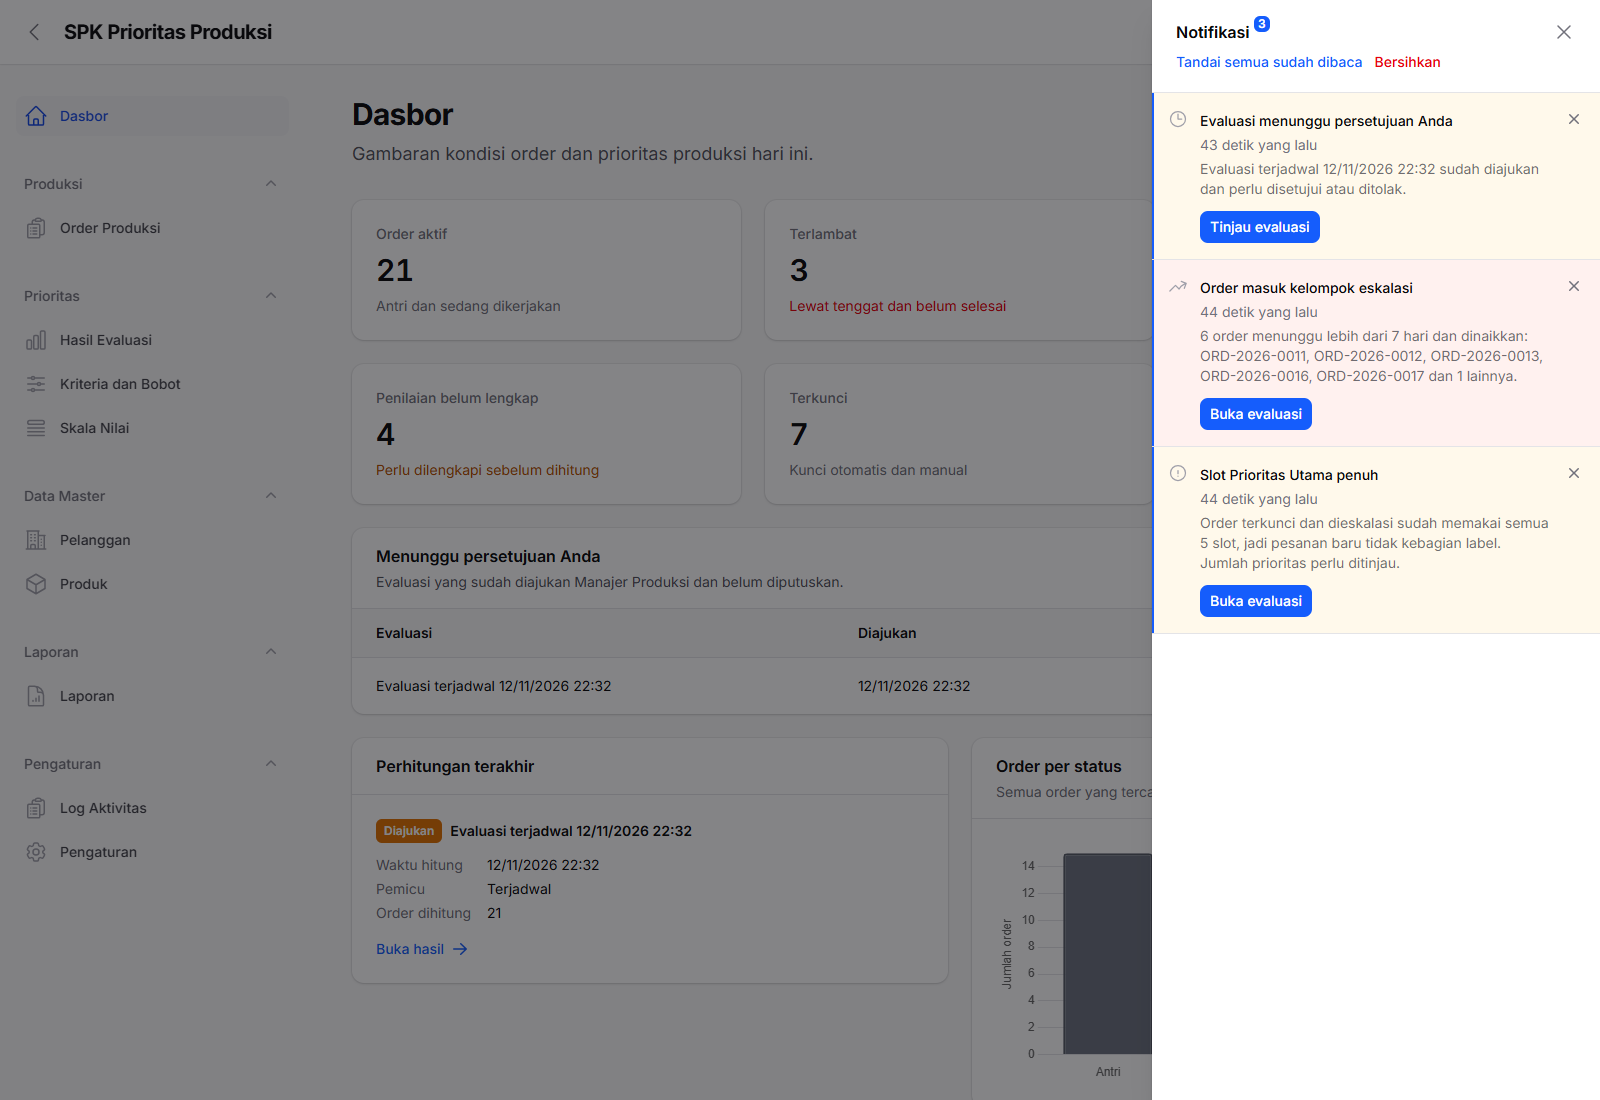 SPK Prioritas Produksi
Dasbor
Produksi
Order Produksi
Prioritas
Hasil Evaluasi
Kriteria dan Bobot
Skala Nilai
Data Master
Pelanggan
Produk
Laporan
Laporan
Pengaturan
Log Aktivitas
Pengaturan
Dasbor
Gambaran kondisi order dan prioritas produksi hari ini.
Order aktif
21
Antri dan sedang dikerjakan
Terlambat
3
Lewat tenggat dan belum selesai
Penilaian belum lengkap
4
Perlu dilengkapi sebelum dihitung
Terkunci
7
Kunci otomatis dan manual
Menunggu persetujuan Anda
Evaluasi yang sudah diajukan Manajer Produksi dan belum diputuskan.
Evaluasi Diajukan
Evaluasi terjadwal 12/11/2026 22:32 12/11/2026 22:32
Perhitungan terakhir
Diajukan Evaluasi terjadwal 12/11/2026 22:32
Waktu hitung 12/11/2026 22:32
Pemicu Terjadwal
Order dihitung 21
Buka hasil
Order per status
Semua order yang terca
Jumlah order
14
12
10
8
6
4
2
0
Antri
Notifikasi 3
Tandai semua sudah dibaca Bersihkan
Evaluasi menunggu persetujuan Anda
43 detik yang lalu
Evaluasi terjadwal 12/11/2026 22:32 sudah diajukan
dan perlu disetujui atau ditolak.
Tinjau evaluasi
Order masuk kelompok eskalasi
44 detik yang lalu
6 order menunggu lebih dari 7 hari dan dinaikkan:
ORD-2026-0011, ORD-2026-0012, ORD-2026-0013,
ORD-2026-0016, ORD-2026-0017 dan 1 lainnya.
Buka evaluasi
Slot Prioritas Utama penuh
44 detik yang lalu
Order terkunci dan dieskalasi sudah memakai semua
5 slot, jadi pesanan baru tidak kebagian label.
Jumlah prioritas perlu ditinjau.
Buka evaluasi